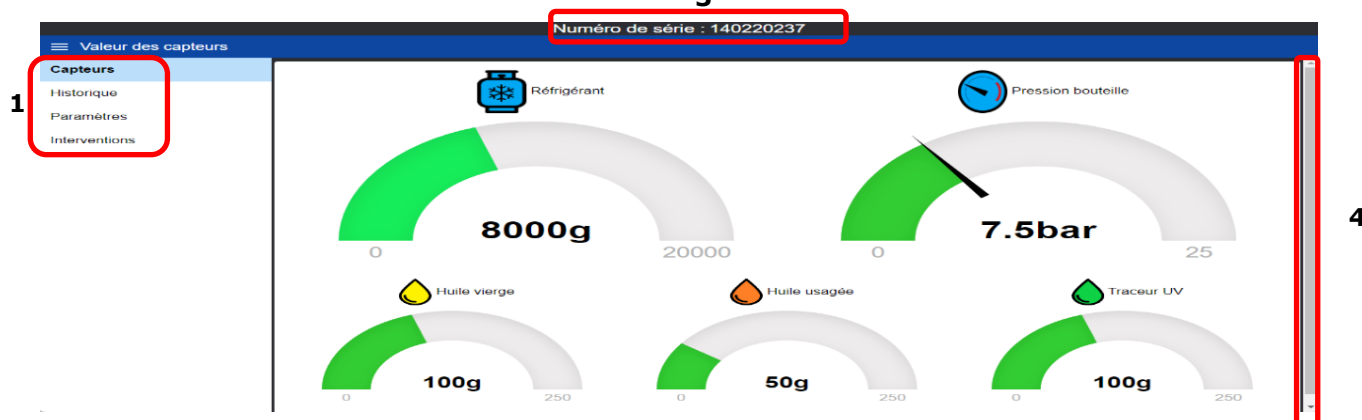 Numéro de série : 140220237
Valeur des capteurs
Capteurs
Historique
Paramètres
Interventions
1
Réfrigérant
Pression bouteille
8000g
0
20000
7.5bar
0
25
4
Huile vierge
Huile usagée
Traceur UV
100g
0
250
50g
0
250
100g
0
250